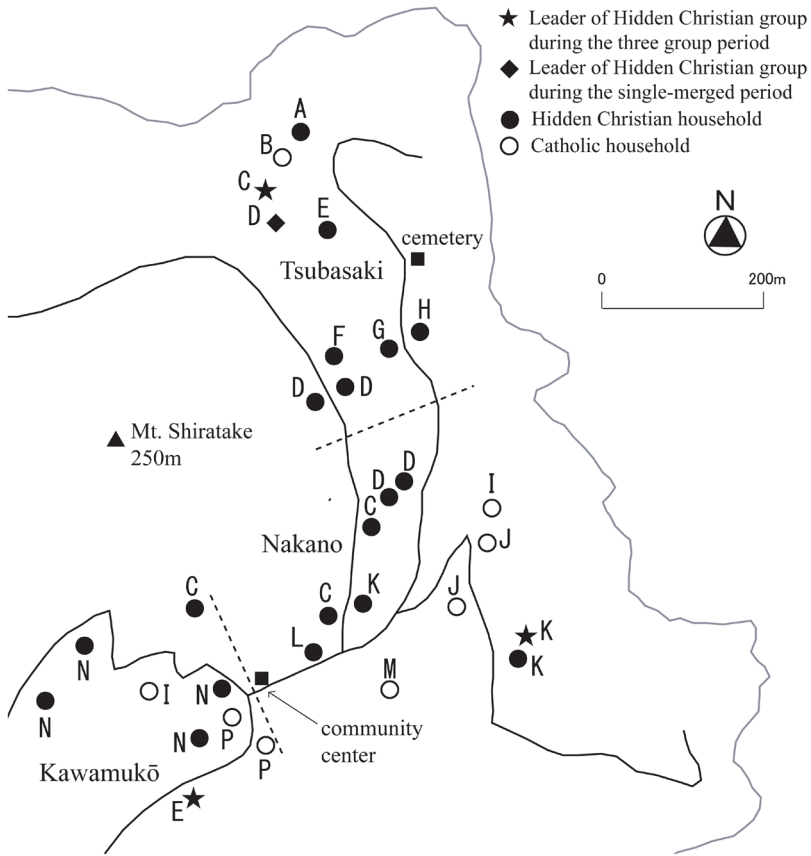 Leader of Hidden Christian group
during the three group period
Leader of Hidden Christian group
during the single-merged period
Hidden Christian household
Catholic household
A
B
C
D
E
N
cemetery
Tsubasaki
0
200m
H
G
F
D
D
Mt. Shiratake
250m
D
D
C
I
J
Nakano
C
C
K
J
L
K
K
N
M
I
N
N
N
P
P
community
center
Kawamukō
E